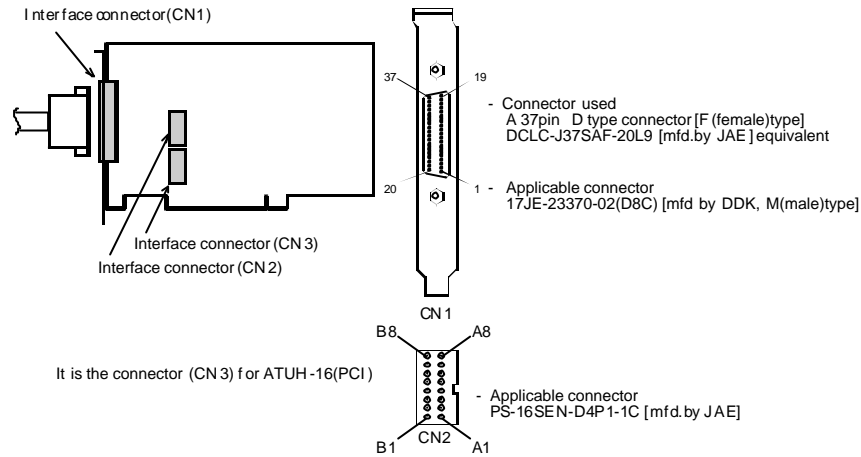 Interface connector(CN1)
37
19
- Connector used
A 37pin D type connector [F(female)type]
DCLC-J37SAF-20L9 [mfd.by JAE] equivalent
20
1
- Applicable connector
17JE-23370-02(D8C) [mfd by DDK, M(male)type]
Interface connector (CN3)
Interface connector (CN2)
CN1
B8
A8
It is the connector (CN3) for ATUH-16(PCI)
- Applicable connector
PS-16SEN-D4P1-1C [mfd.by JAE]
B1
CN2
A1